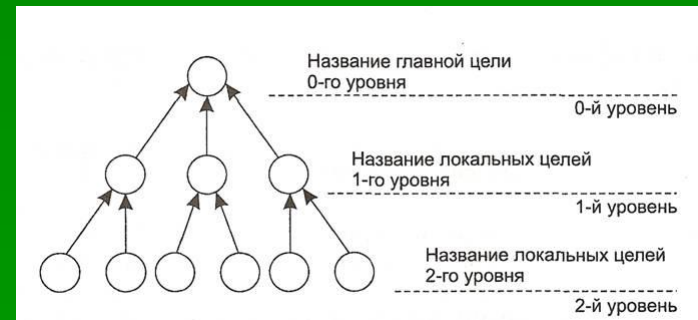 Название главной цели
0-го уровня
0-й уровень
Название локальных целей
1-го уровня
1-й уровень
Название локальных целей
2-го уровня
2-й уровень